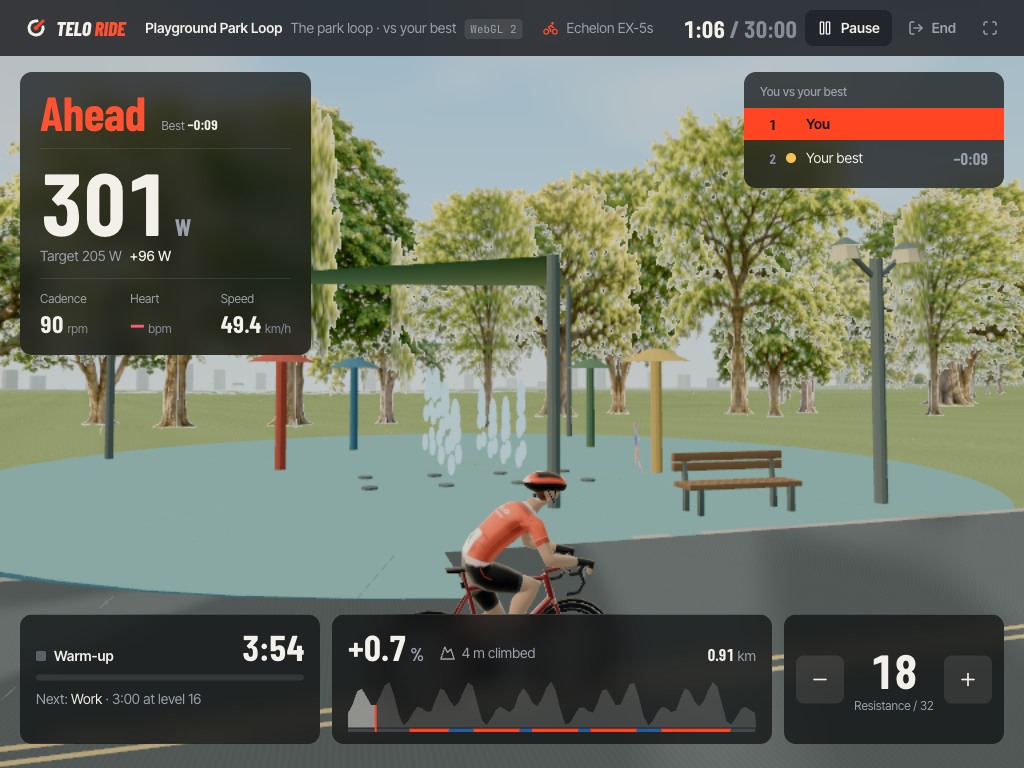 TELO RIDE Playground Park Loop The park loop · vs your best WebGL 2 Echelon EX-5s 1:06 / 30:00 Pause End
Ahead Best −0:09
301 W
Target 205 W +96 W
Cadence Heart Speed
90 rpm — bpm 49.4 km/h
You vs your best
1 You
2 Your best −0:09
Warm-up 3:54
Next: Work · 3:00 at level 16
+0.7 % 4 m climbed 0.91 km
− 18 +
Resistance / 32